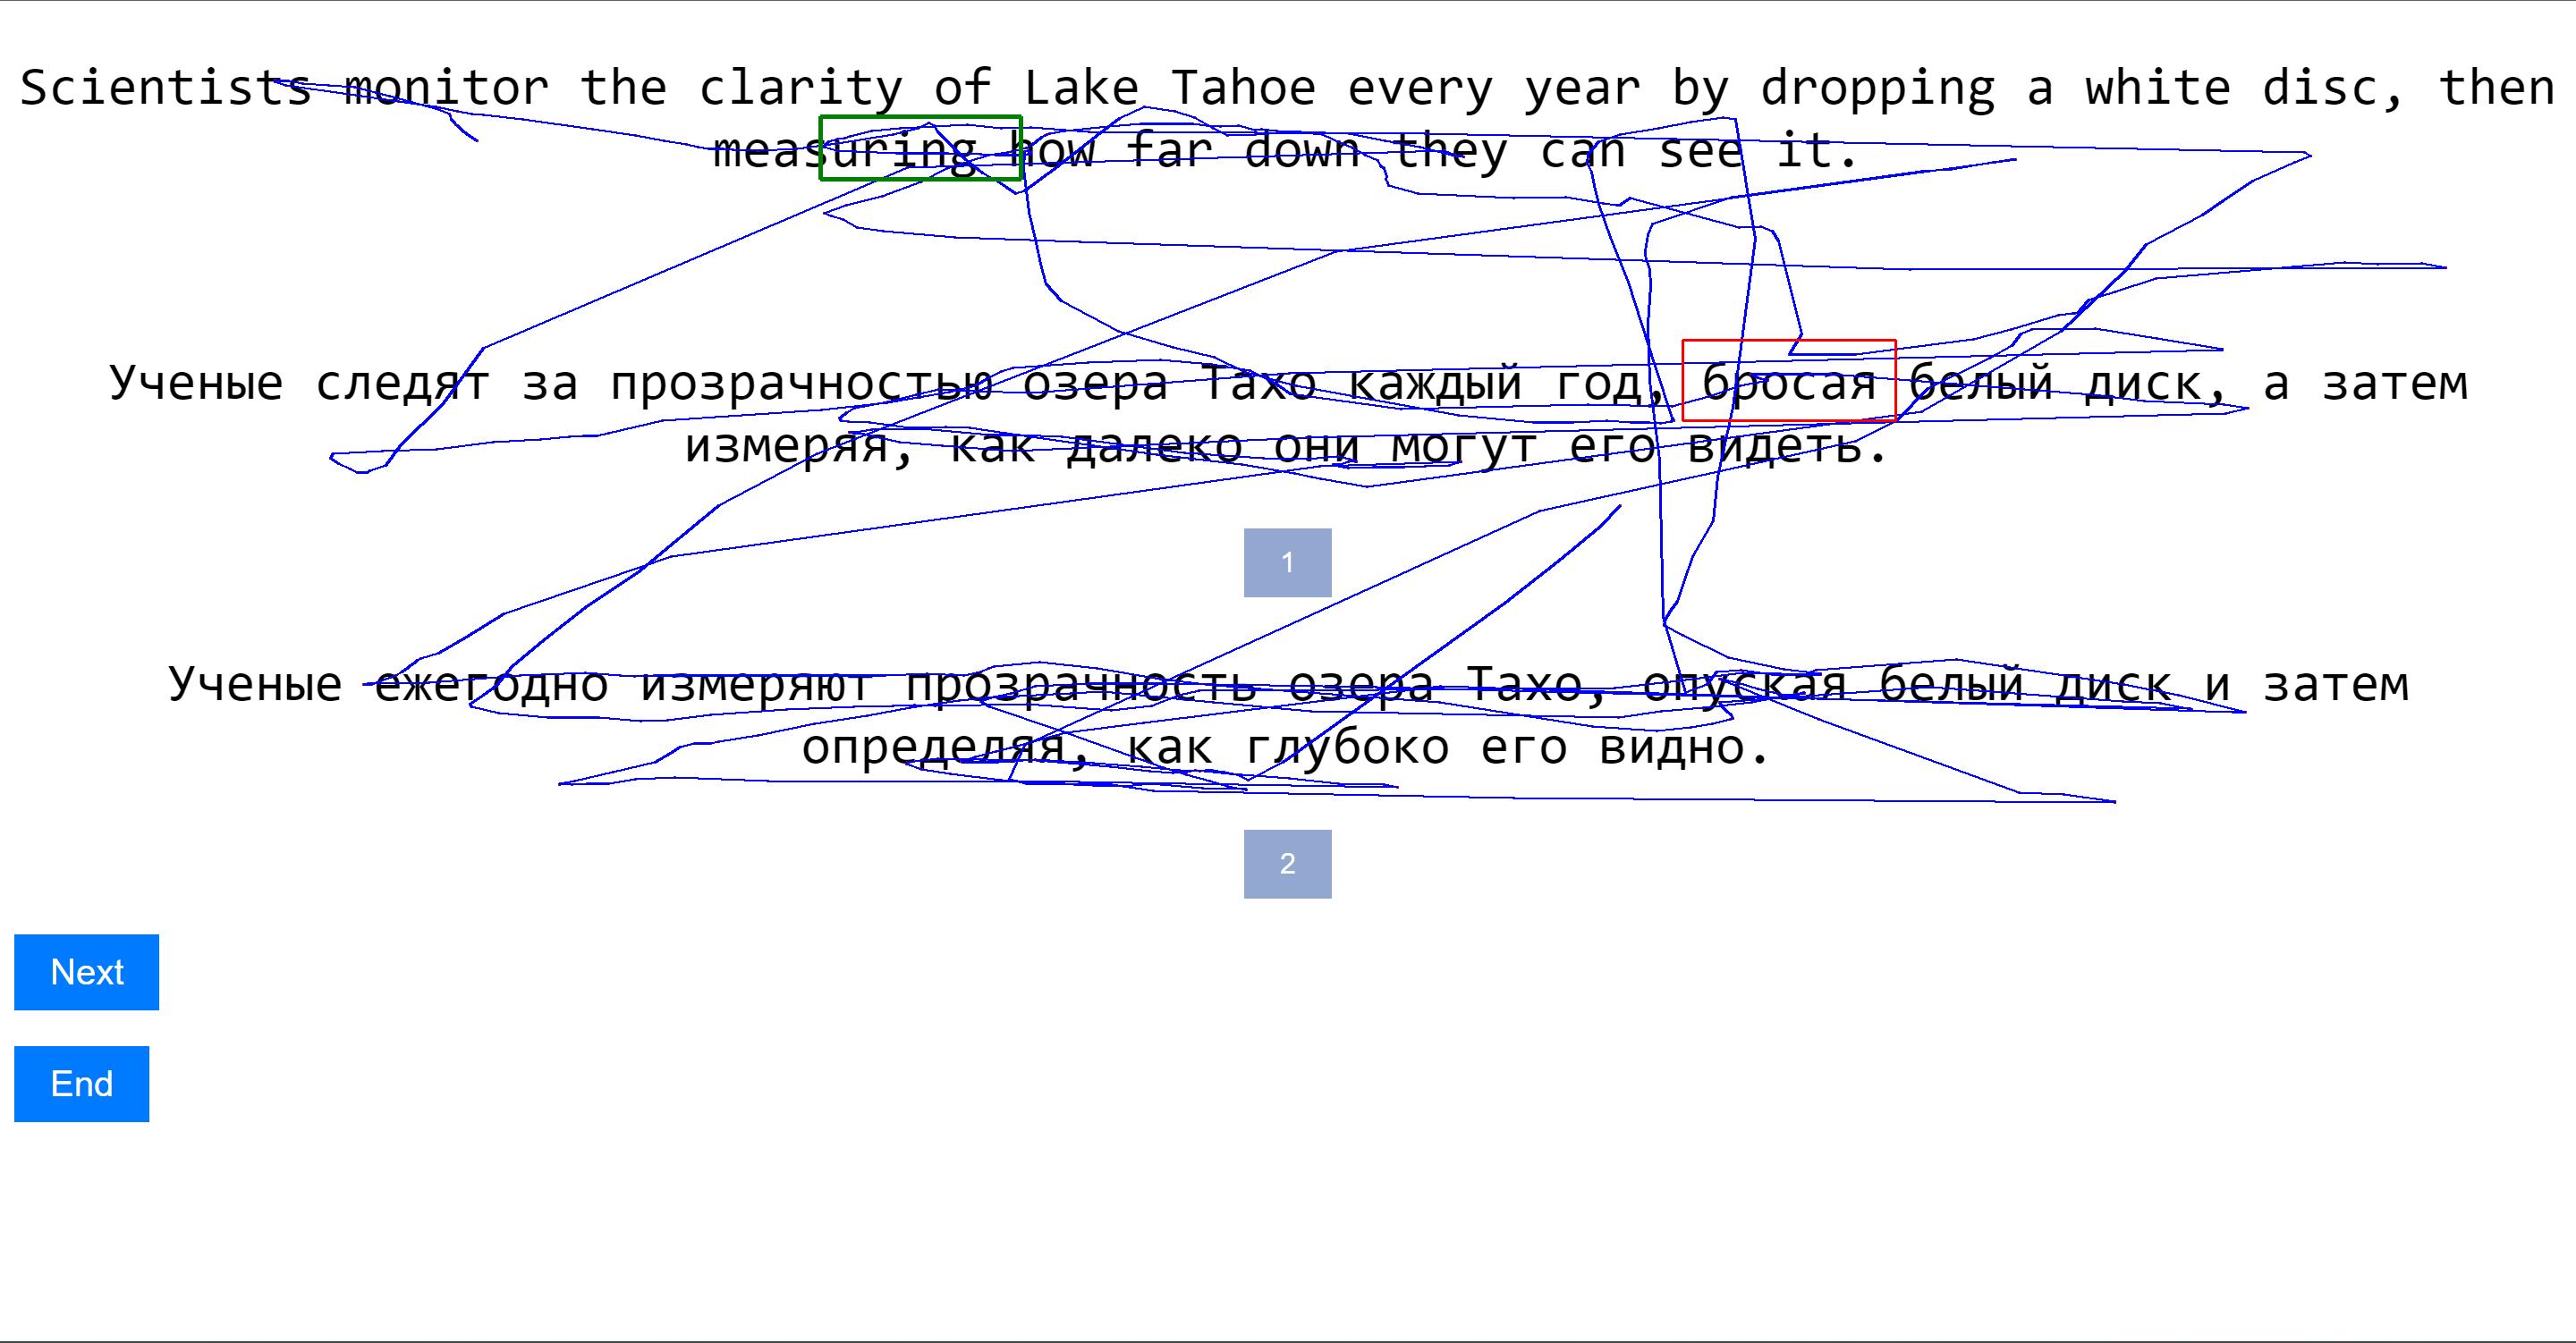 Scientists monitor the clarity of Lake Tahoe every year by dropping a white disc, then
measuring how far down they can see it.
Ученые следят за прозрачностью озера Тахо каждый год, бросая белый диск, а затем
измеряя, как далеко они могут его видеть.
1
Ученые ежегодно измеряют прозрачность озера Тахо, опуская белый диск и затем
определяя, как глубоко его видно.
2
Next
End